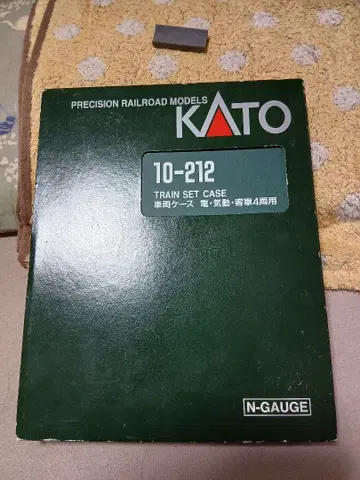 PRECISION RAILROAD MODELS
KATO
10-212
TRAIN SET CASE
車両ケース 電・気動・客車4両用
N-GAUGE